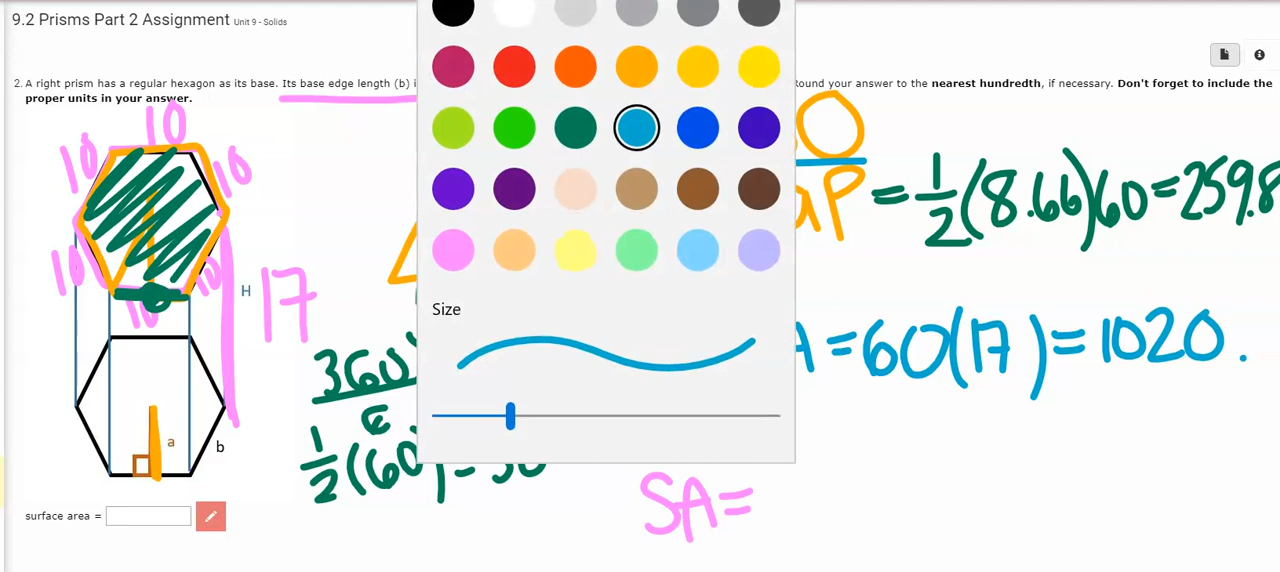 9.2 Prisms Part 2 Assignment Unit 9 - Solids
2. A right prism has a regular hexagon as its base. Its base edge length (b) i ound your answer to the nearest hundredth, if necessary. Don't forget to include the
proper units in your answer.
10
10
10
10
10
10
H
17
a
b
O
aP = 1/2(8.66)60=259.8
A = 60(17) = 1020.
360
6
1/2(60) = 30
Size
SA=
surface area =